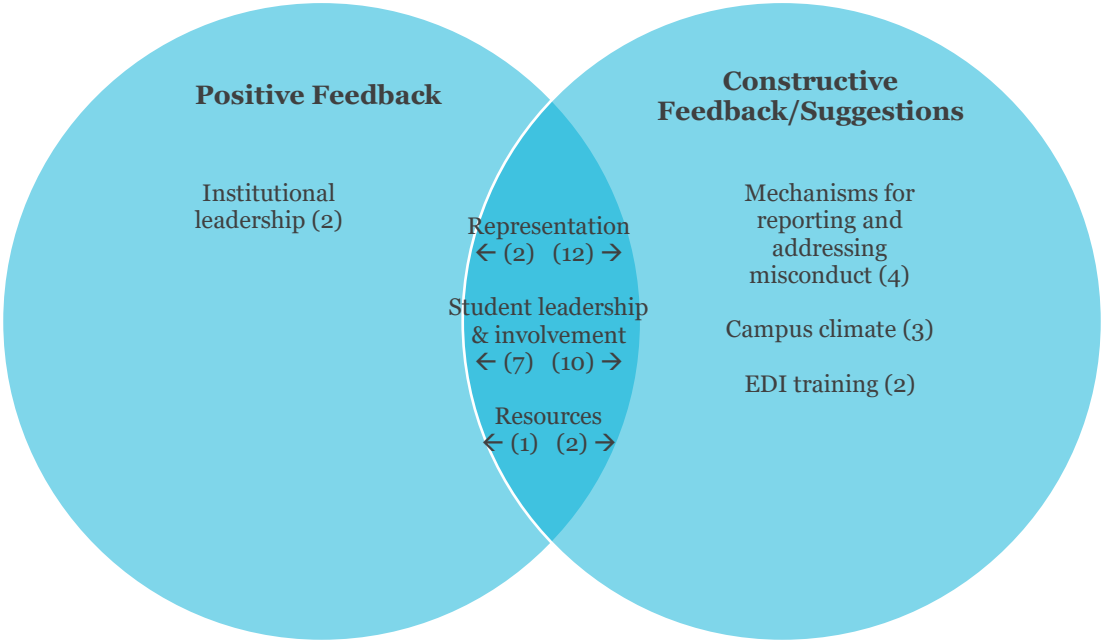 Positive Feedback
Institutional
leadership (2)
Representation
← (2) (12) →
Student leadership
& involvement
← (7) (10) →
Resources
← (1) (2) →
Constructive
Feedback/Suggestions
Mechanisms for
reporting and
addressing
misconduct (4)
Campus climate (3)
EDI training (2)